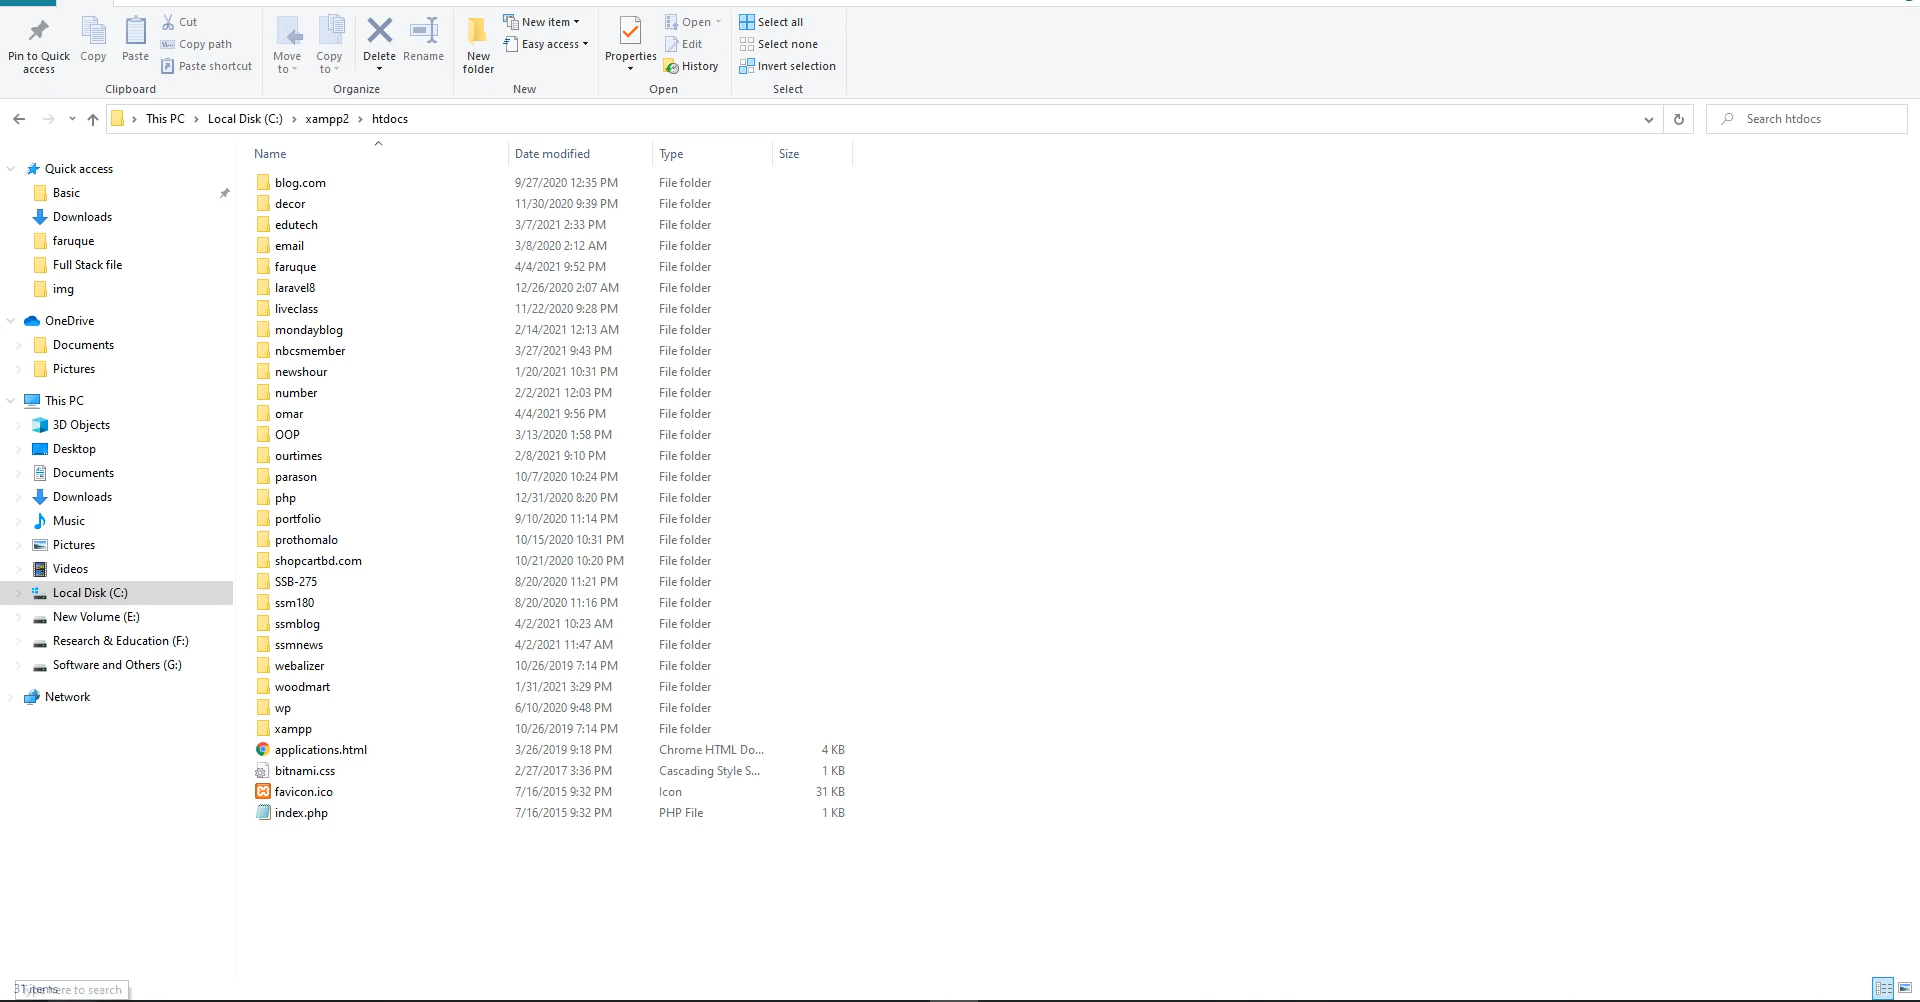 Pin to Quick access
Copy
Paste
Cut
Copy path
Paste shortcut
Clipboard
Move to
Copy to
Delete
Rename
Organize
New folder
New item
Easy access
New
Properties
Open
Edit
History
Open
Select all
Select none
Invert selection
Select
This PC > Local Disk (C:) > xampp2 > htdocs
Search htdocs
Quick access
Basic
Downloads
faruque
Full Stack file
img
OneDrive
Documents
Pictures
This PC
3D Objects
Desktop
Documents
Downloads
Music
Pictures
Videos
Local Disk (C:)
New Volume (E:)
Research & Education (F:)
Software and Others (G:)
Network
Name Date modified Type Size
blog.com 9/27/2020 12:35 PM File folder
decor 11/30/2020 9:39 PM File folder
edutech 3/7/2021 2:33 PM File folder
email 3/8/2020 2:12 AM File folder
faruque 4/4/2021 9:52 PM File folder
laravel8 12/26/2020 2:07 AM File folder
liveclass 11/22/2020 9:28 PM File folder
mondayblog 2/14/2021 12:13 AM File folder
nbcsmember 3/27/2021 9:43 PM File folder
newshour 1/20/2021 10:31 PM File folder
number 2/2/2021 12:03 PM File folder
omar 4/4/2021 9:56 PM File folder
OOP 3/13/2020 1:58 PM File folder
ourtimes 2/8/2021 9:10 PM File folder
parason 10/7/2020 10:24 PM File folder
php 12/31/2020 8:20 PM File folder
portfolio 9/10/2020 11:14 PM File folder
prothomalo 10/15/2020 10:31 PM File folder
shopcartbd.com 10/21/2020 10:20 PM File folder
SSB-275 8/20/2020 11:21 PM File folder
ssm180 8/20/2020 11:16 PM File folder
ssmblog 4/2/2021 10:23 AM File folder
ssmnews 4/2/2021 11:47 AM File folder
webalizer 10/26/2019 7:14 PM File folder
woodmart 1/31/2021 3:29 PM File folder
wp 6/10/2020 9:48 PM File folder
xampp 10/26/2019 7:14 PM File folder
applications.html 3/26/2019 9:18 PM Chrome HTML Do... 4 KB
bitnami.css 2/27/2017 3:36 PM Cascading Style S... 1 KB
favicon.ico 7/16/2015 9:32 PM Icon 31 KB
index.php 7/16/2015 9:32 PM PHP File 1 KB
31 items
Type here to search